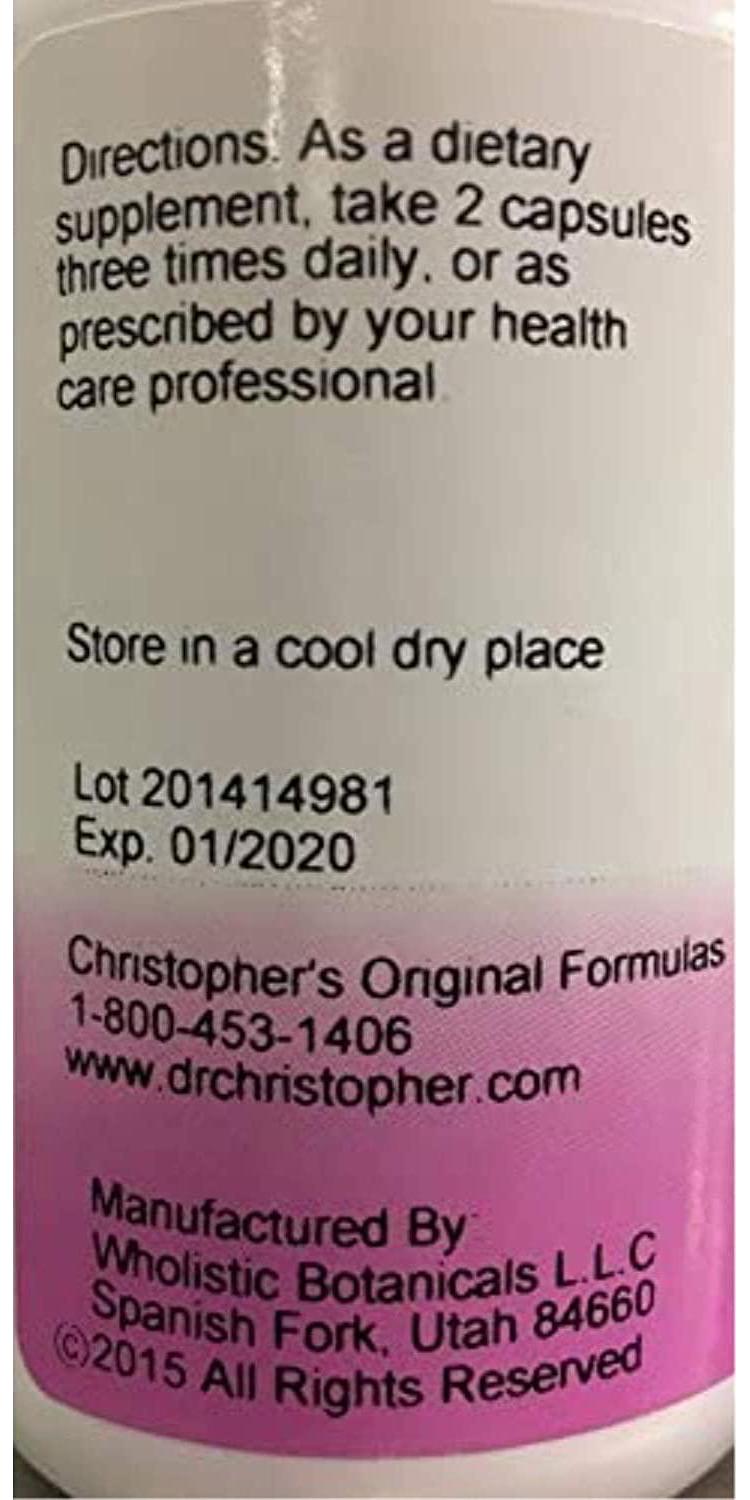 Directions: As a dietary
supplement, take 2 capsules
three times daily, or as
prescribed by your health
care professional
Store in a cool dry place
Lot 201414981
Exp. 01/2020
Christopher's Original Formulas
1-800-453-1406
www.drchristopher.com
Manufactured By
Wholistic Botanicals L.L.C
Spanish Fork, Utah 84660
©2015 All Rights Reserved